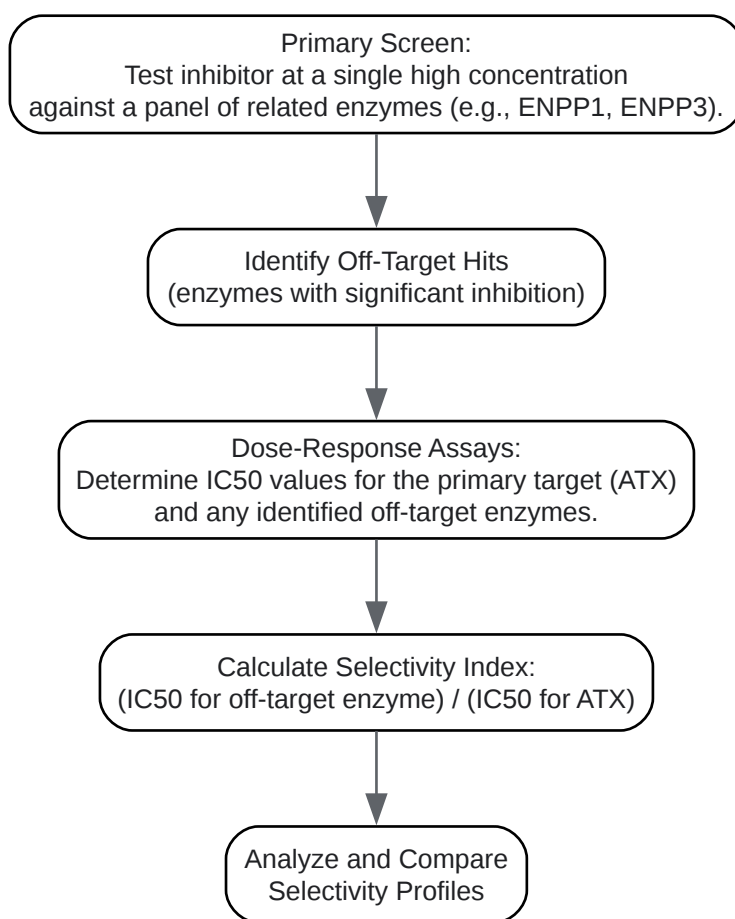 Primary Screen:
Test inhibitor at a single high concentration
against a panel of related enzymes (e.g., ENPP1, ENPP3).
Identify Off-Target Hits
(enzymes with significant inhibition)
Dose-Response Assays:
Determine IC50 values for the primary target (ATX)
and any identified off-target enzymes.
Calculate Selectivity Index:
(IC50 for off-target enzyme) / (IC50 for ATX)
Analyze and Compare
Selectivity Profiles